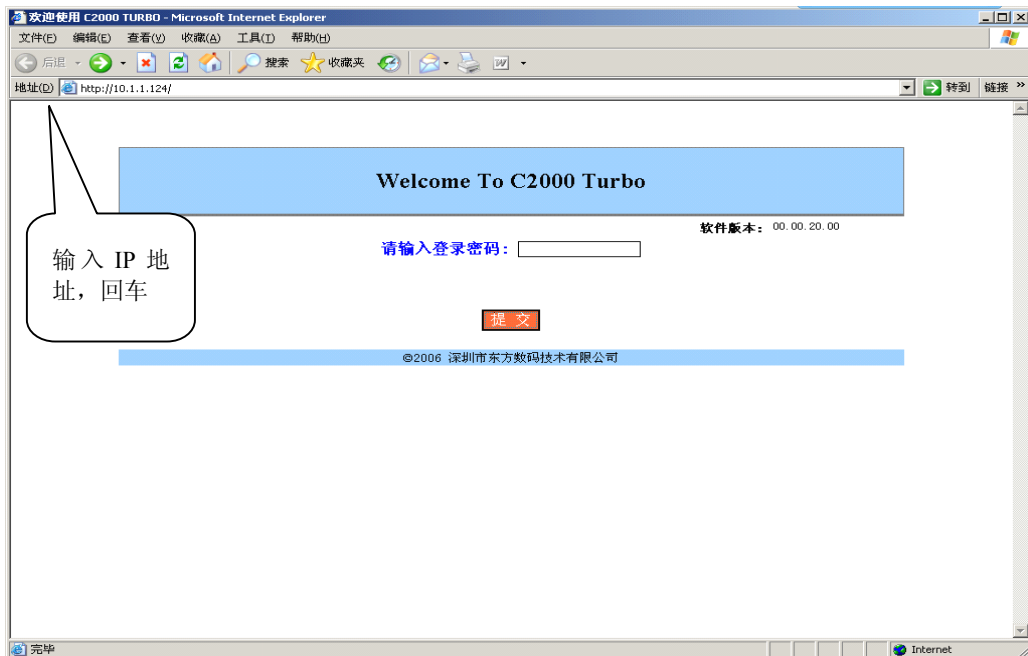 欢迎使用 C2000 TURBO - Microsoft Internet Explorer
文件(F) 编辑(E) 查看(V) 收藏(A) 工具(T) 帮助(H)
后退 搜索 收藏夹
地址(D) http://10.1.1.124/ 转到 链接 »
Welcome To C2000 Turbo
软件版本： 00.00.20.00
请输入登录密码：
输入 IP 地
址，回车
提 交
©2006 深圳市东方数码技术有限公司
完毕 Internet